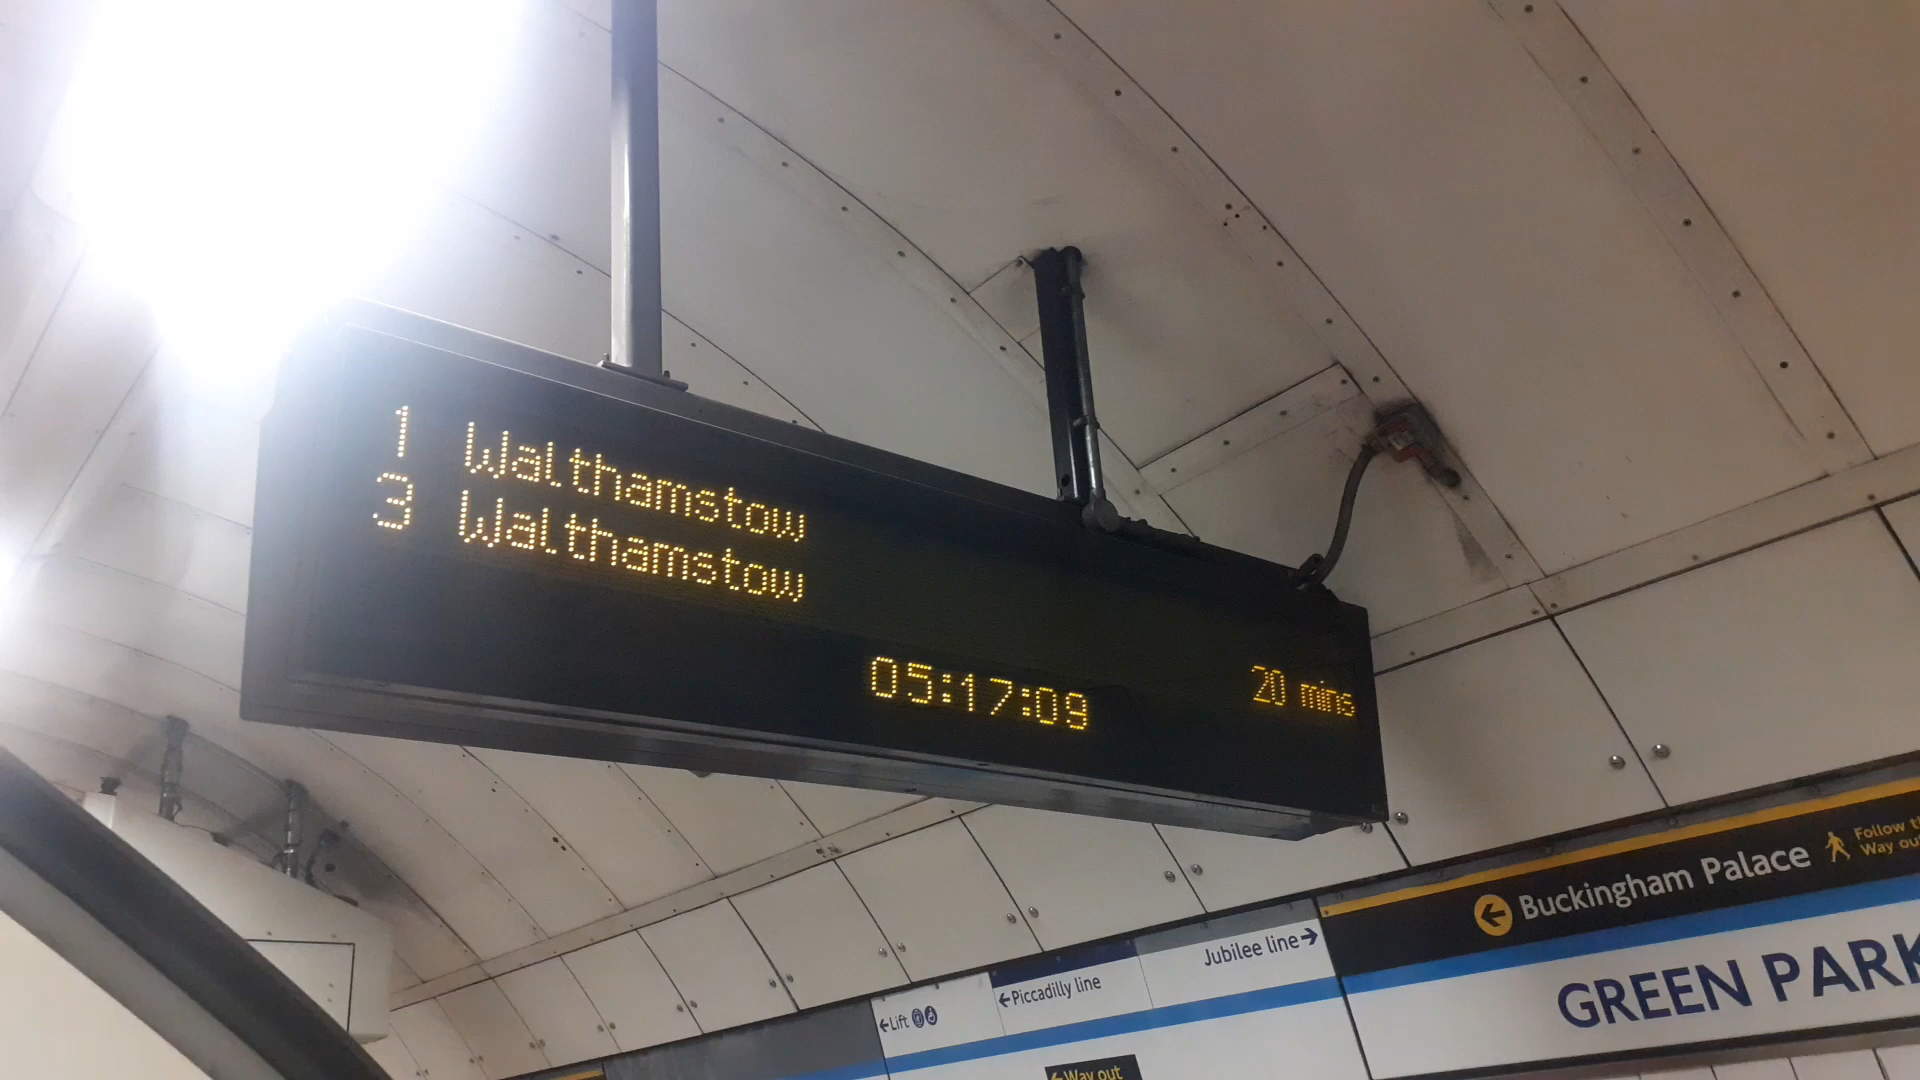 1 Walthamstow
3 Walthamstow 20 mins
05:17:09
Buckingham Palace
Follow
Way out
GREEN PARK
Jubilee line
Piccadilly line
Lift
Way out